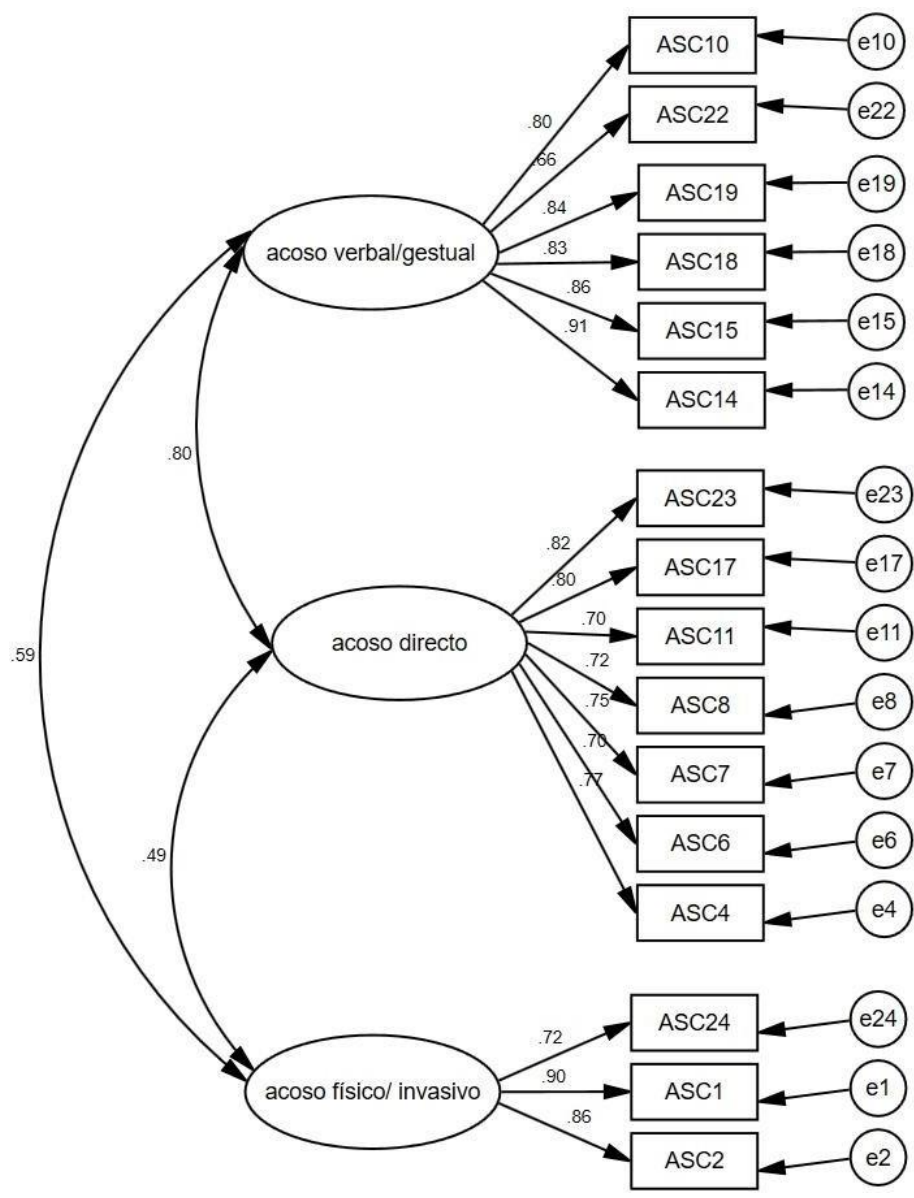 ASC10
e10
.80
ASC22
e22
.66
ASC19
e19
.84
acoso verbal/gestual
.83
ASC18
e18
.86
ASC15
e15
.91
ASC14
e14
.80
ASC23
e23
.82
ASC17
e17
.80
.70
ASC11
e11
acoso directo
.59
.72
ASC8
e8
.75
.70
ASC7
e7
.77
ASC6
e6
.49
ASC4
e4
ASC24
e24
.72
.90
ASC1
e1
acoso físico/ invasivo
.86
ASC2
e2